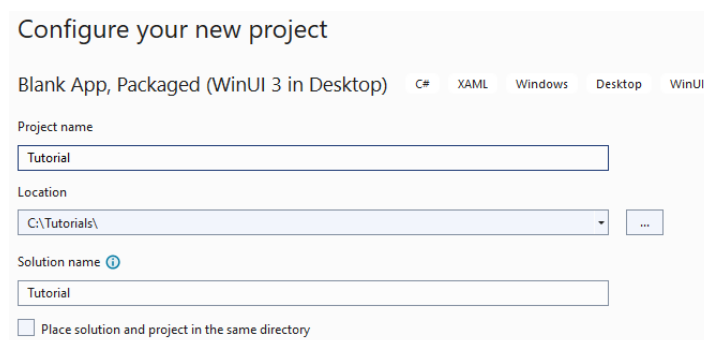 Configure your new project
Blank App, Packaged (WinUI 3 in Desktop) C# XAML Windows Desktop WinUI
Project name
Tutorial
Location
C:\Tutorials\ ...
Solution name
Tutorial
Place solution and project in the same directory